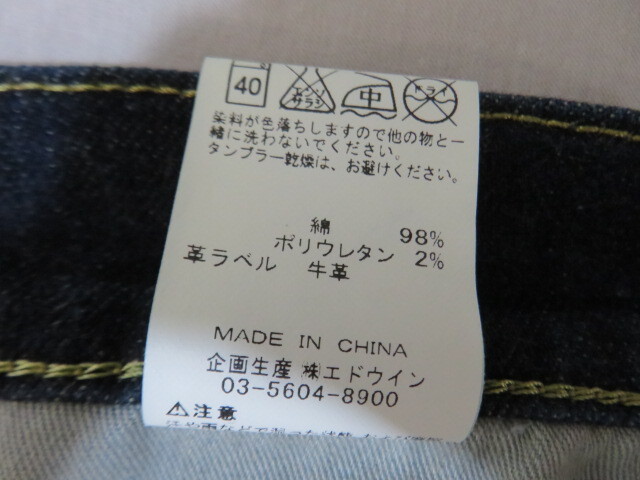 40 エンソ サラシ 中 ドライ
染料が色落ちしますので他の物と一
緒に洗わないでください。
タンブラー乾燥は、お避けください。
綿 98%
ポリウレタン 2%
革ラベル 牛革
MADE IN CHINA
企画生産 ㈱エドウイン
03-5604-8900
⚠注意